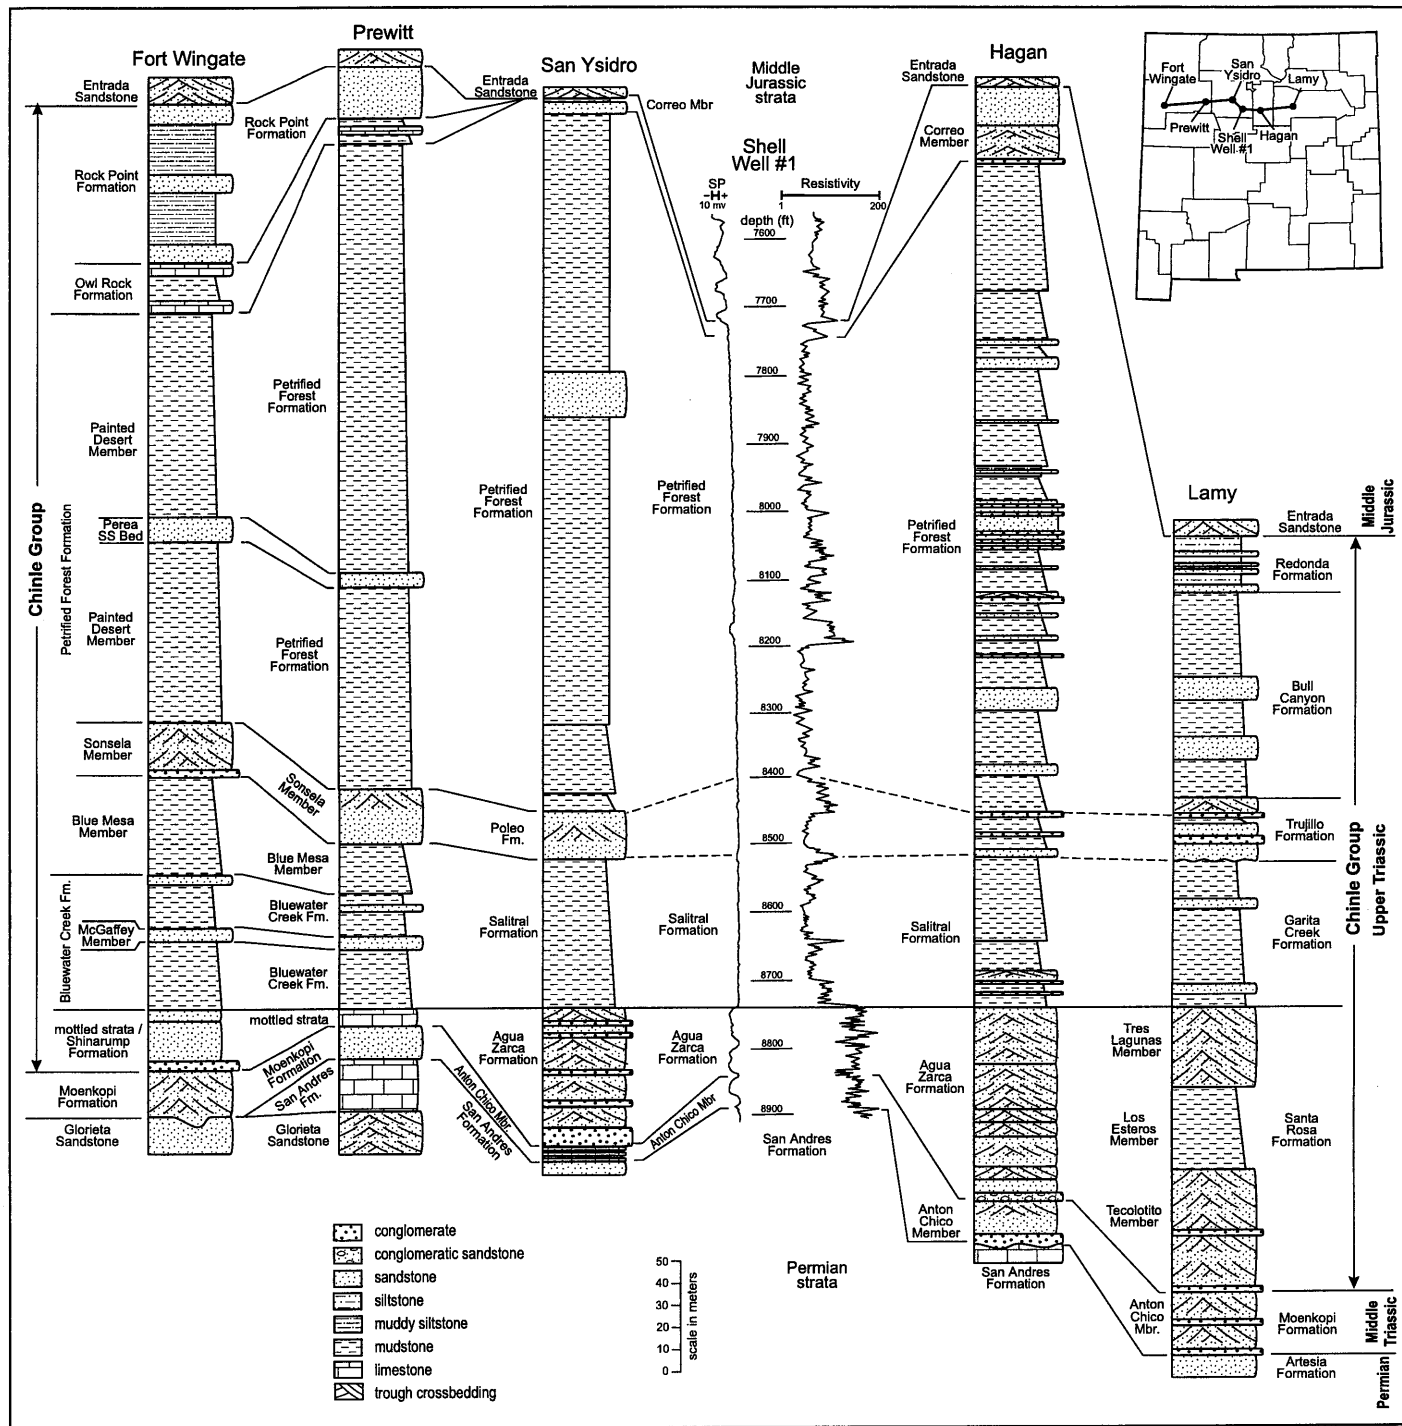 Fort Wingate
Entrada
Sandstone
Rock Point
Formation
Owl Rock
Formation
Painted
Desert
Member
Perea
SS Bed
Painted
Desert
Member
Sonsela
Member
Blue Mesa
Member
McGaffey
Member
mottled strata /
Shinarump
Formation
Moenkopi
Formation
Glorieta
Sandstone
Chinle Group
Petrified Forest Formation
Bluewater Creek Fm.
Prewitt
Rock Point
Formation
Petrified
Forest
Formation
Petrified
Forest
Formation
Sonsela
Member
Blue Mesa
Member
Bluewater
Creek Fm.
Bluewater
Creek Fm.
mottled strata
Moenkopi
Formation
San Andres
Fm.
Glorieta
Sandstone
San Ysidro
Entrada
Sandstone
Correo Mbr
Petrified
Forest
Formation
Poleo
Fm.
Salitral
Formation
Agua
Zarca
Formation
Anton Chico Mbr.
San Andres
Formation
Middle
Jurassic
strata
Shell
Well #1
SP
− +
10 mv
Resistivity
1
200
depth (ft)
7600
7700
7800
7900
8000
8100
8200
8300
8400
8500
8600
8700
8800
8900
Petrified
Forest
Formation
Salitral
Formation
Agua
Zarca
Formation
Anton Chico Mbr
San Andres
Formation
Permian
strata
Hagan
Entrada
Sandstone
Correo
Member
Petrified
Forest
Formation
Salitral
Formation
Agua
Zarca
Formation
Anton
Chico
Member
San Andres
Formation
Fort
Wingate
San
Ysidro
Lamy
Prewitt
Shell
Well #1
Hagan
Lamy
Entrada
Sandstone
Redonda
Formation
Bull
Canyon
Formation
Trujillo
Formation
Garita
Creek
Formation
Tres
Lagunas
Member
Los
Esteros
Member
Santa
Rosa
Formation
Tecolotito
Member
Anton
Chico
Mbr.
Moenkopi
Formation
Artesia
Formation
Middle
Jurassic
Chinle Group
Upper Triassic
Middle
Triassic
Permian
conglomerate
conglomeratic sandstone
sandstone
siltstone
muddy siltstone
mudstone
limestone
trough crossbedding
50
40
30
20
10
0
scale in meters